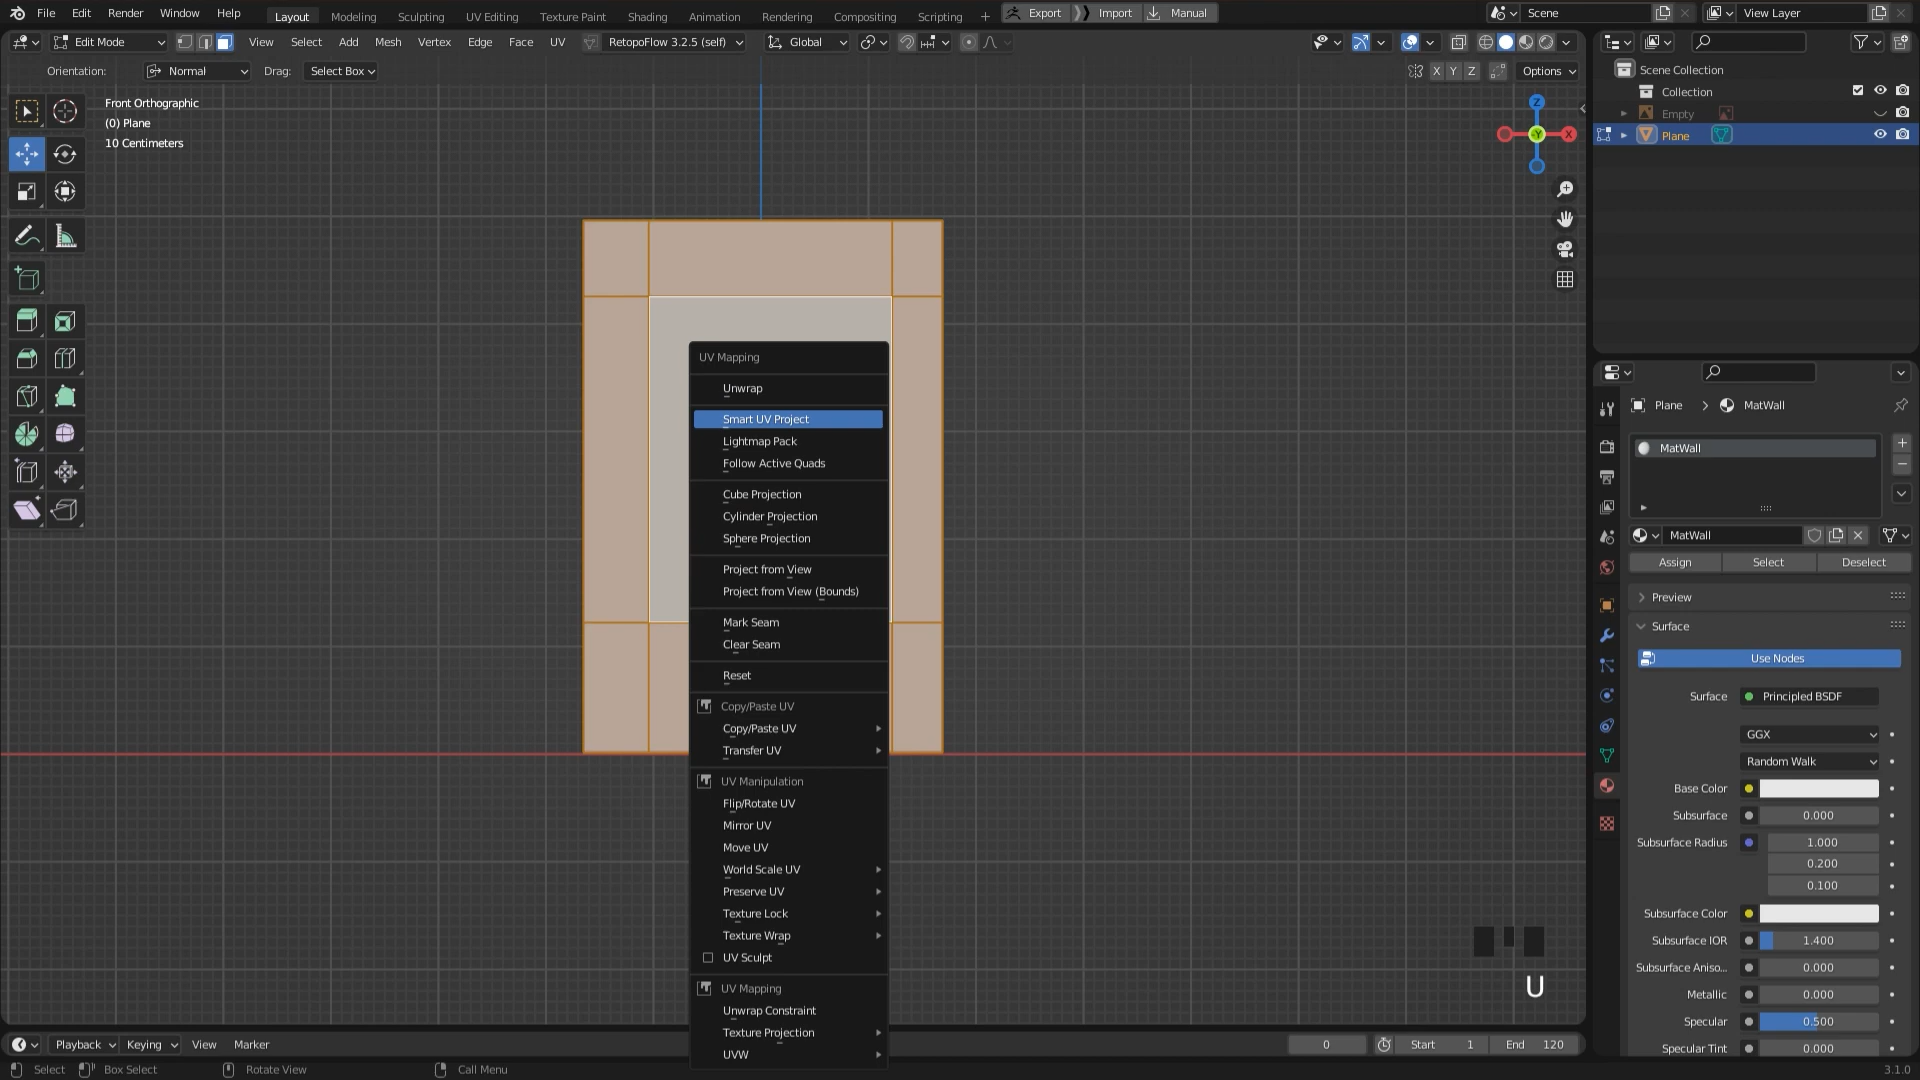 File Edit Render Window Help Layout Modeling Sculpting UV Editing Texture Paint Shading Animation Rendering Compositing Scripting + Export Import Manual Scene View Layer
Edit Mode View Select Add Mesh Vertex Edge Face UV RetopoFlow 3.2.5 (self) Global
Orientation: Normal Drag: Select Box X Y Z Options
Scene Collection
Collection
Empty
Plane
Front Orthographic
(0) Plane
10 Centimeters
Z
Y
X
UV Mapping
Unwrap
Smart UV Project
Lightmap Pack
Follow Active Quads
Cube Projection
Cylinder Projection
Sphere Projection
Project from View
Project from View (Bounds)
Mark Seam
Clear Seam
Reset
Copy/Paste UV
Copy/Paste UV
Transfer UV
UV Manipulation
Flip/Rotate UV
Mirror UV
Move UV
World Scale UV
Preserve UV
Texture Lock
Texture Wrap
UV Sculpt
UV Mapping
Unwrap Constraint
Texture Projection
UVW
U
Plane MatWall
MatWall
MatWall
Assign Select Deselect
Preview
Surface
Use Nodes
Surface Principled BSDF
GGX
Random Walk
Base Color
Subsurface 0.000
Subsurface Radius 1.000
0.200
0.100
Subsurface Color
Subsurface IOR 1.400
Subsurface Aniso... 0.000
Metallic 0.000
Specular 0.500
Specular Tint 0.000
Playback Keying View Marker 0 Start 1 End 120
Select Box Select Rotate View Call Menu 3.1.0